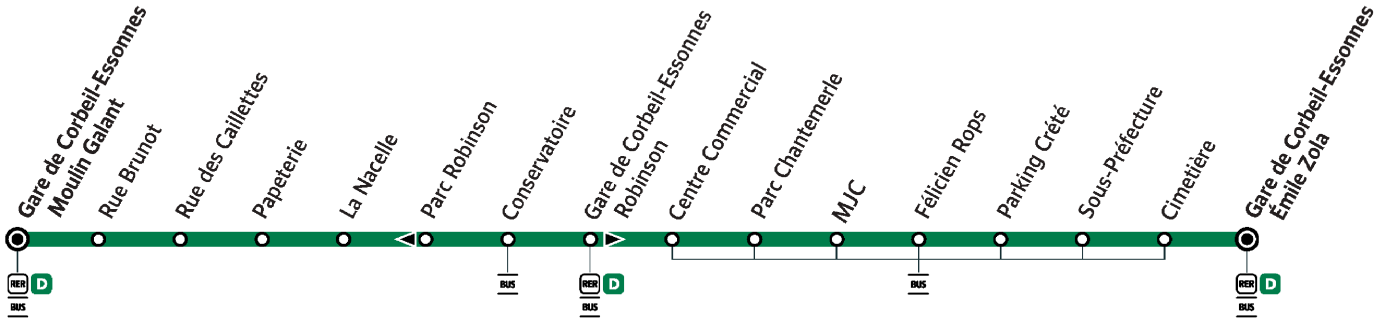 Gare de Corbeil-Essonnes
Moulin Galant
Rue Brunot
Rue des Caillettes
Papeterie
La Nacelle
Parc Robinson
Conservatoire
Gare de Corbeil-Essonnes
Robinson
Centre Commercial
Parc Chantemerle
MJC
Félicien Rops
Parking Crété
Sous-Préfecture
Cimetière
Gare de Corbeil-Essonnes
Émile Zola
RER D
BUS
BUS
RER D
BUS
BUS
RER D
BUS